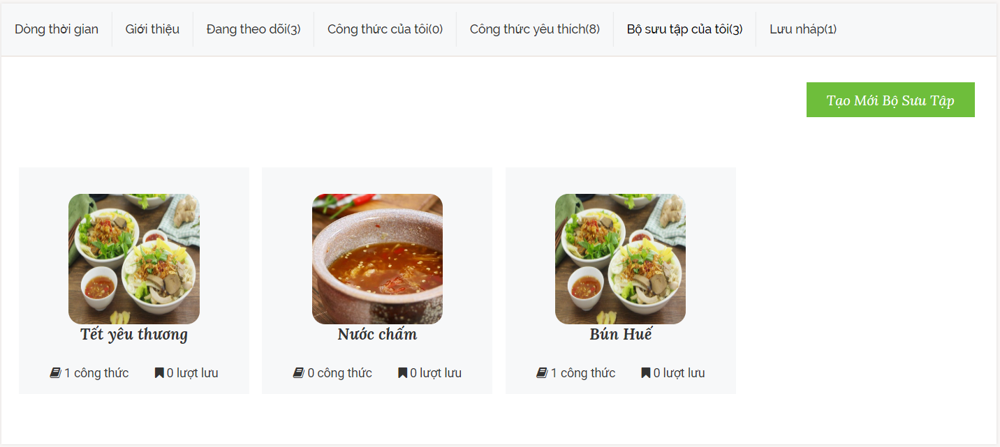 Dòng thời gian
Giới thiệu
Đang theo dõi(3)
Công thức của tôi(0)
Công thức yêu thích(8)
Bộ sưu tập của tôi(3)
Lưu nháp(1)
Tạo Mới Bộ Sưu Tập
Tết yêu thương
1 công thức
0 lượt lưu
Nước chấm
0 công thức
0 lượt lưu
Bún Huế
1 công thức
0 lượt lưu